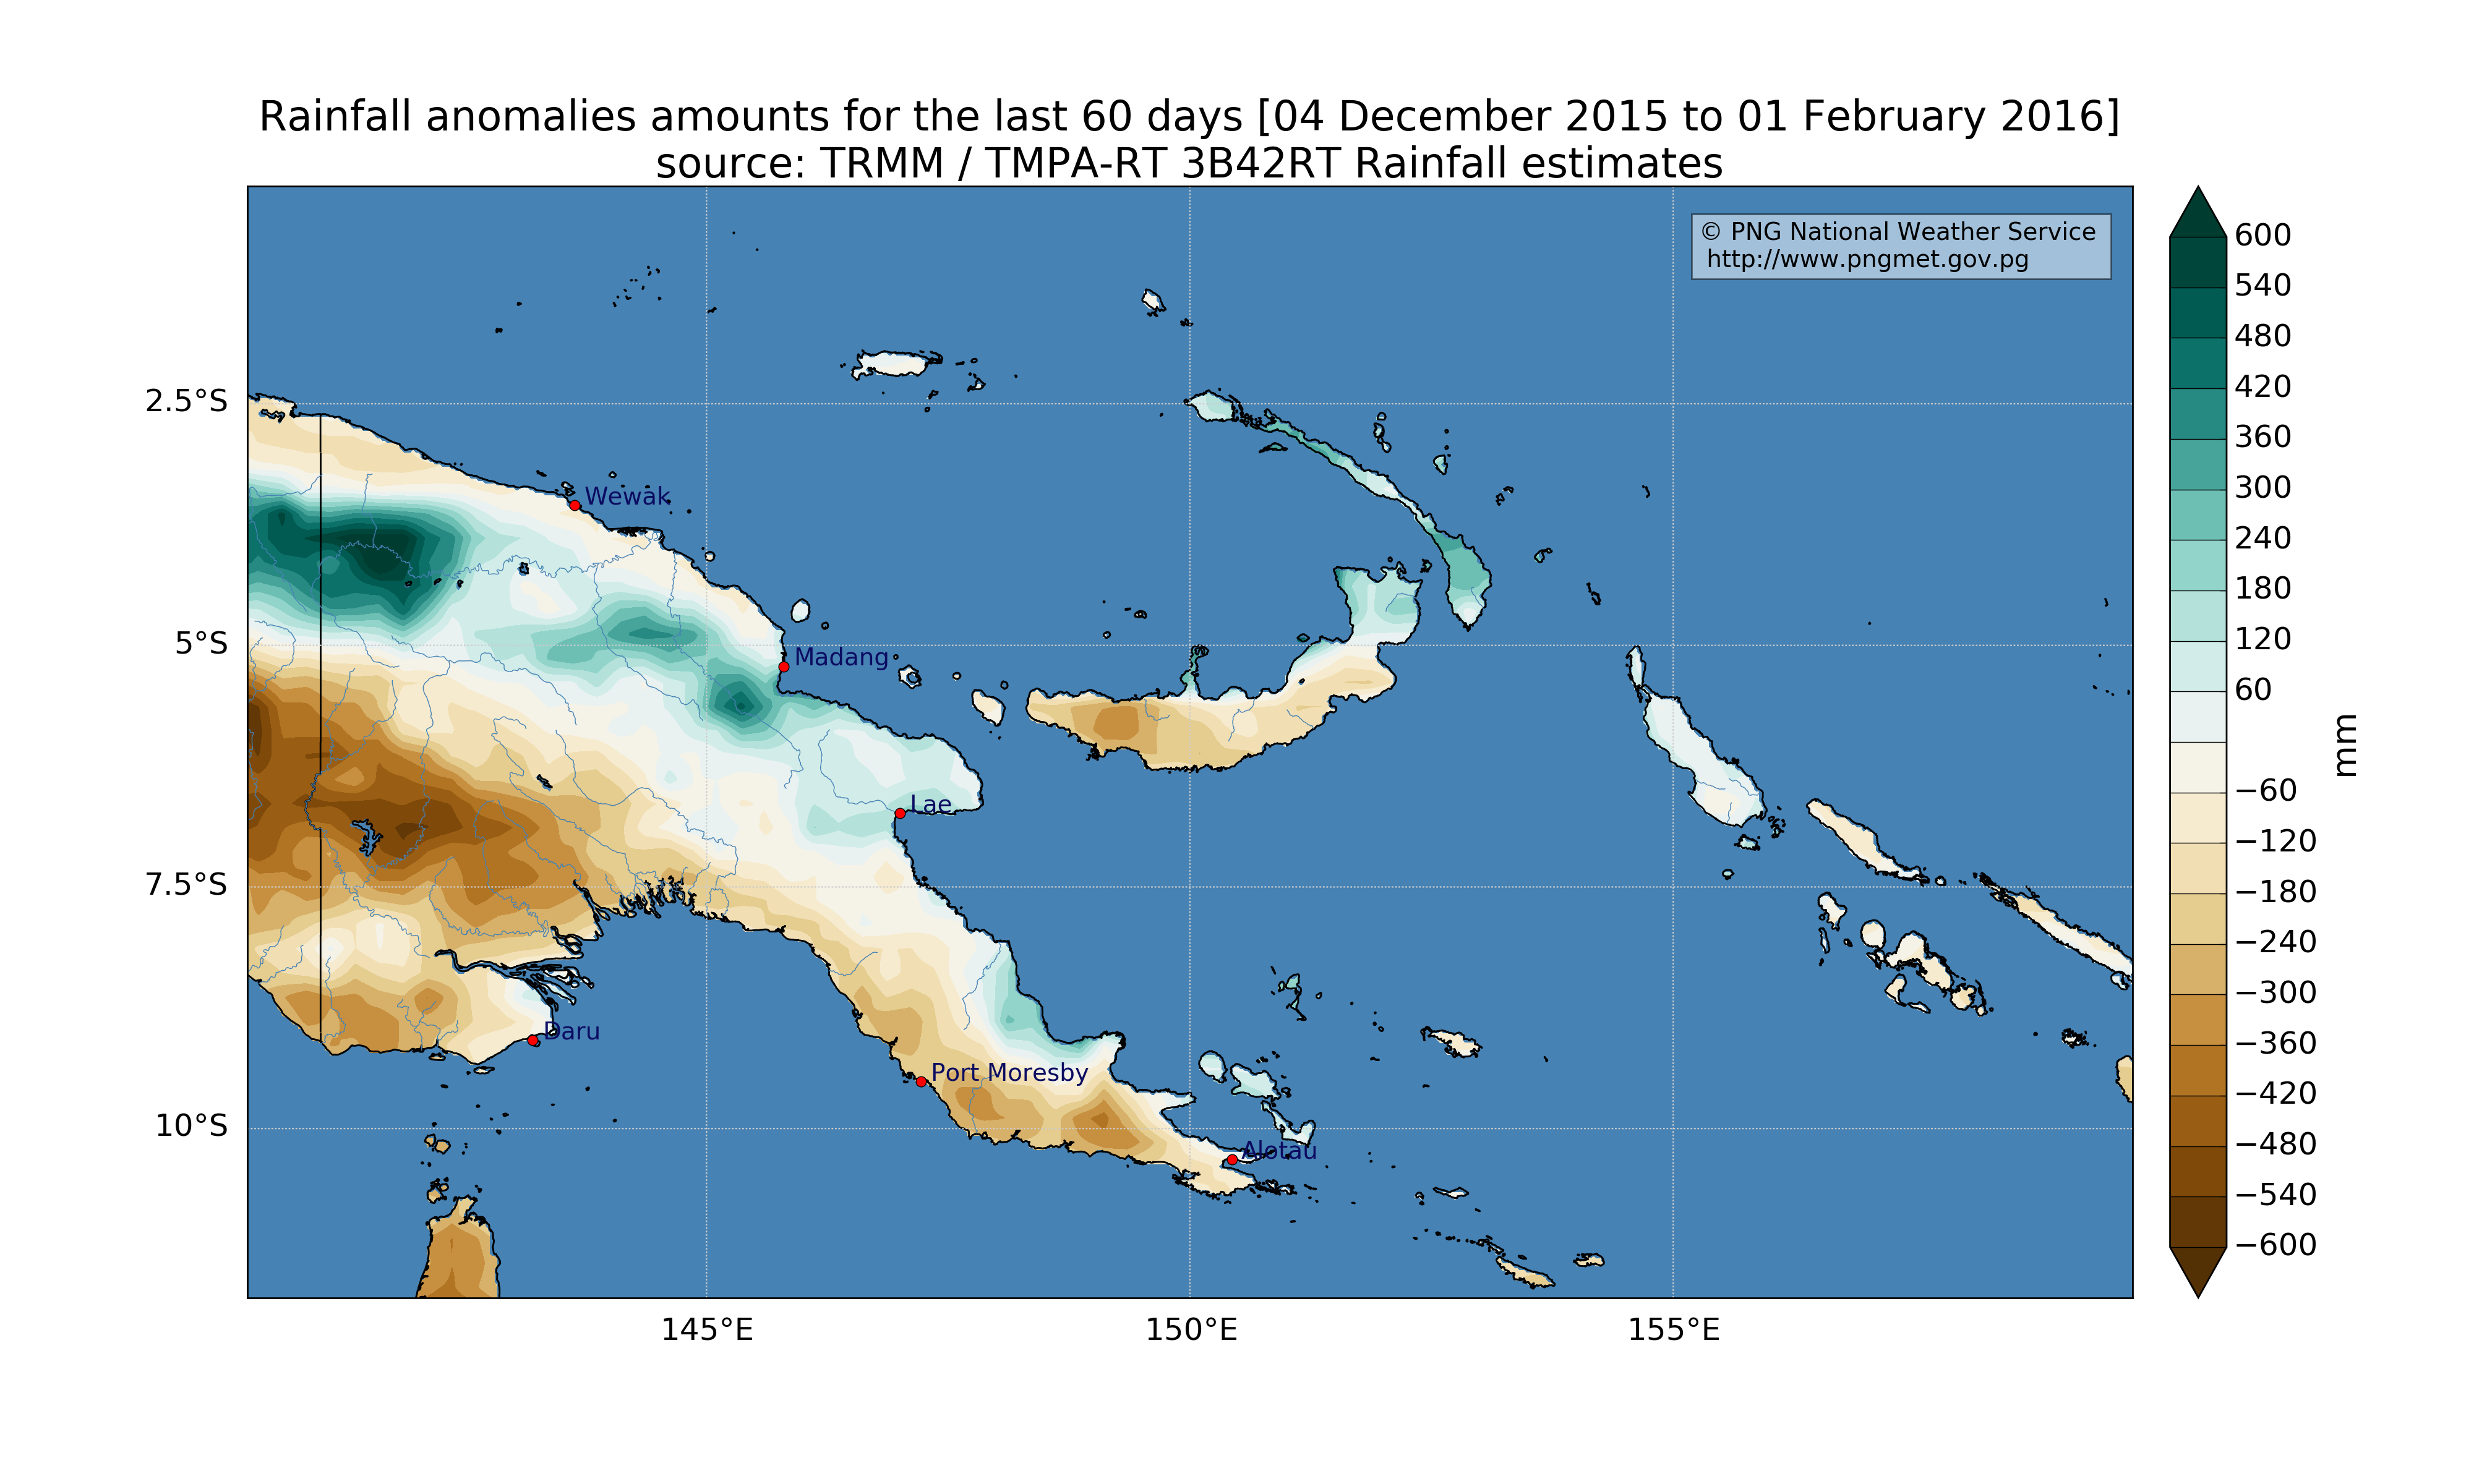 Rainfall anomalies amounts for the last 60 days [04 December 2015 to 01 February 2016]
source: TRMM / TMPA-RT 3B42RT Rainfall estimates
© PNG National Weather Service
http://www.pngmet.gov.pg
2.5°S
5°S
7.5°S
10°S
Wewak
Madang
Lae
Daru
Port Moresby
Alotau
145°E
150°E
155°E
600
540
480
420
360
300
240
180
120
60
−60
−120
−180
−240
−300
−360
−420
−480
−540
−600
mm